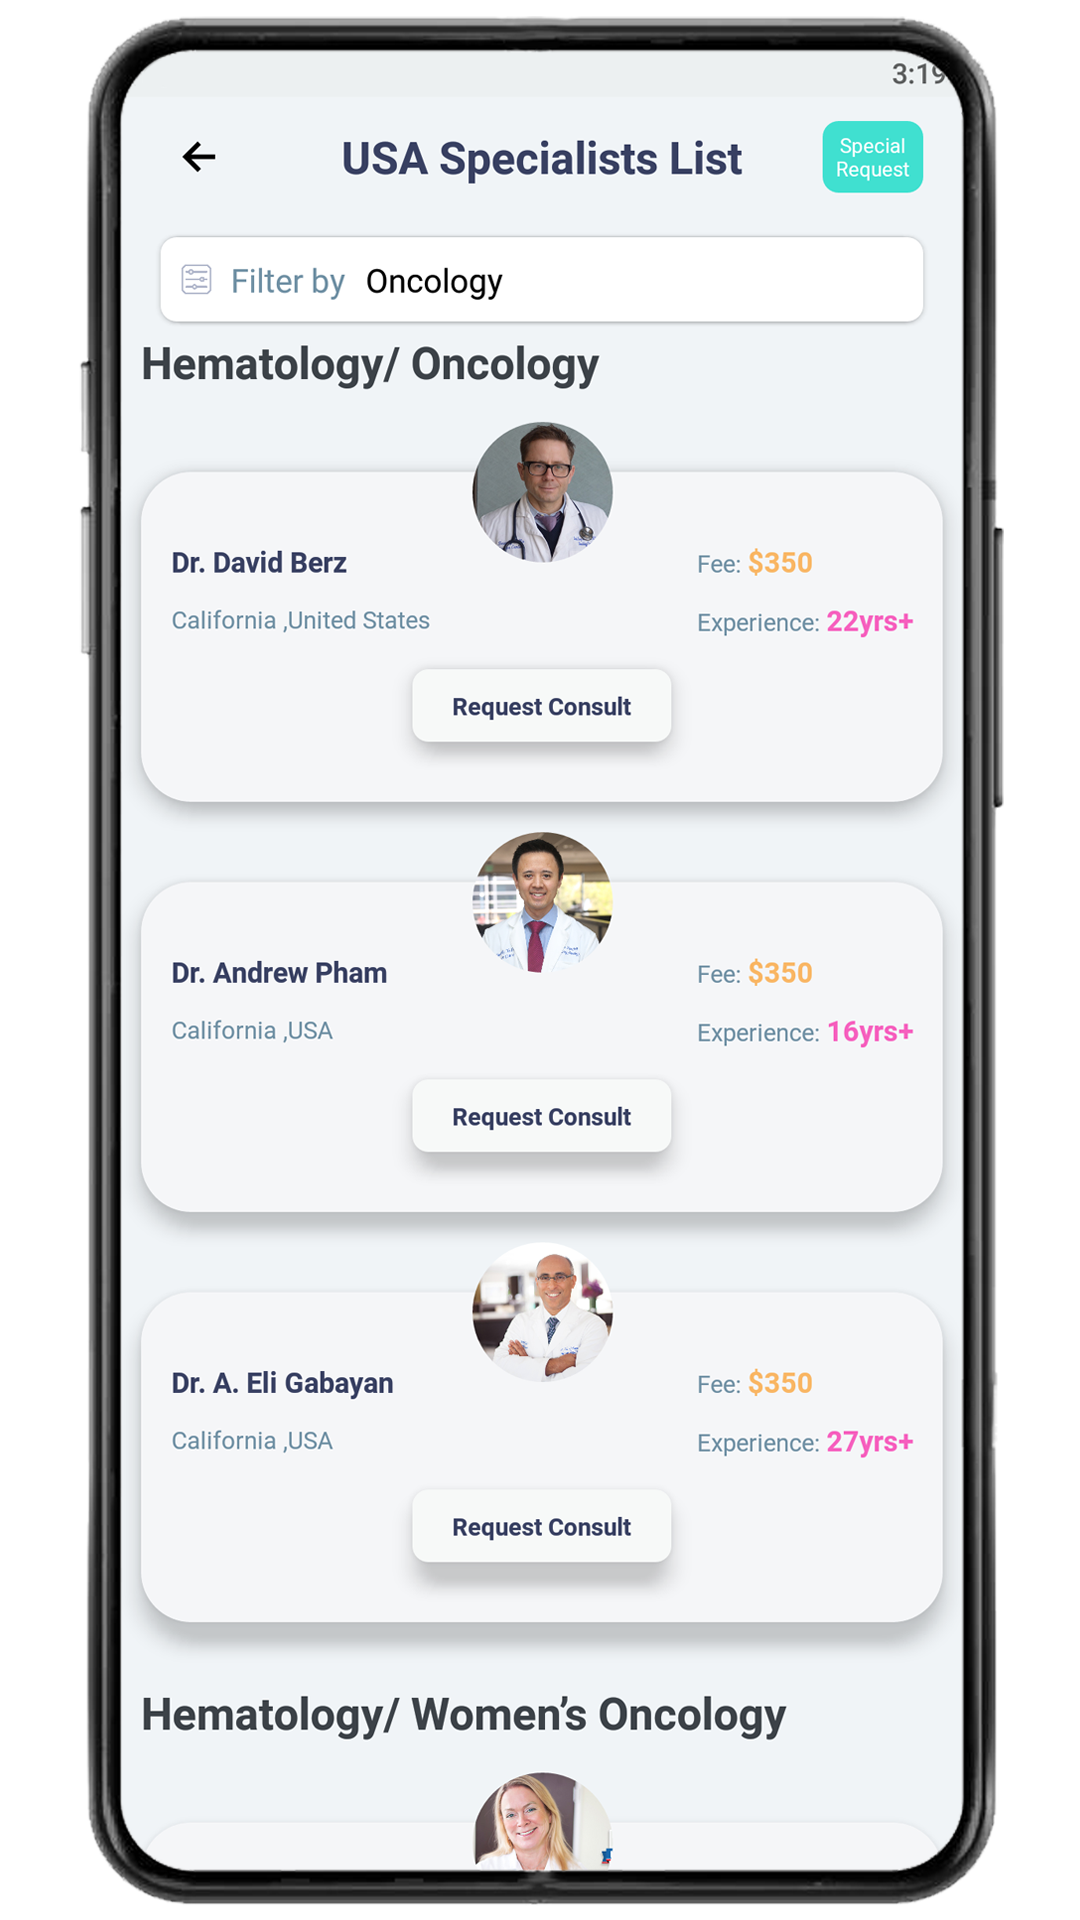 3:19
USA Specialists List
Special
Request
Filter by Oncology
Hematology/ Oncology
Dr. David Berz
Fee: $350
California ,United States
Experience: 22yrs+
Request Consult
Dr. Andrew Pham
Fee: $350
California ,USA
Experience: 16yrs+
Request Consult
Dr. A. Eli Gabayan
Fee: $350
California ,USA
Experience: 27yrs+
Request Consult
Hematology/ Women’s Oncology